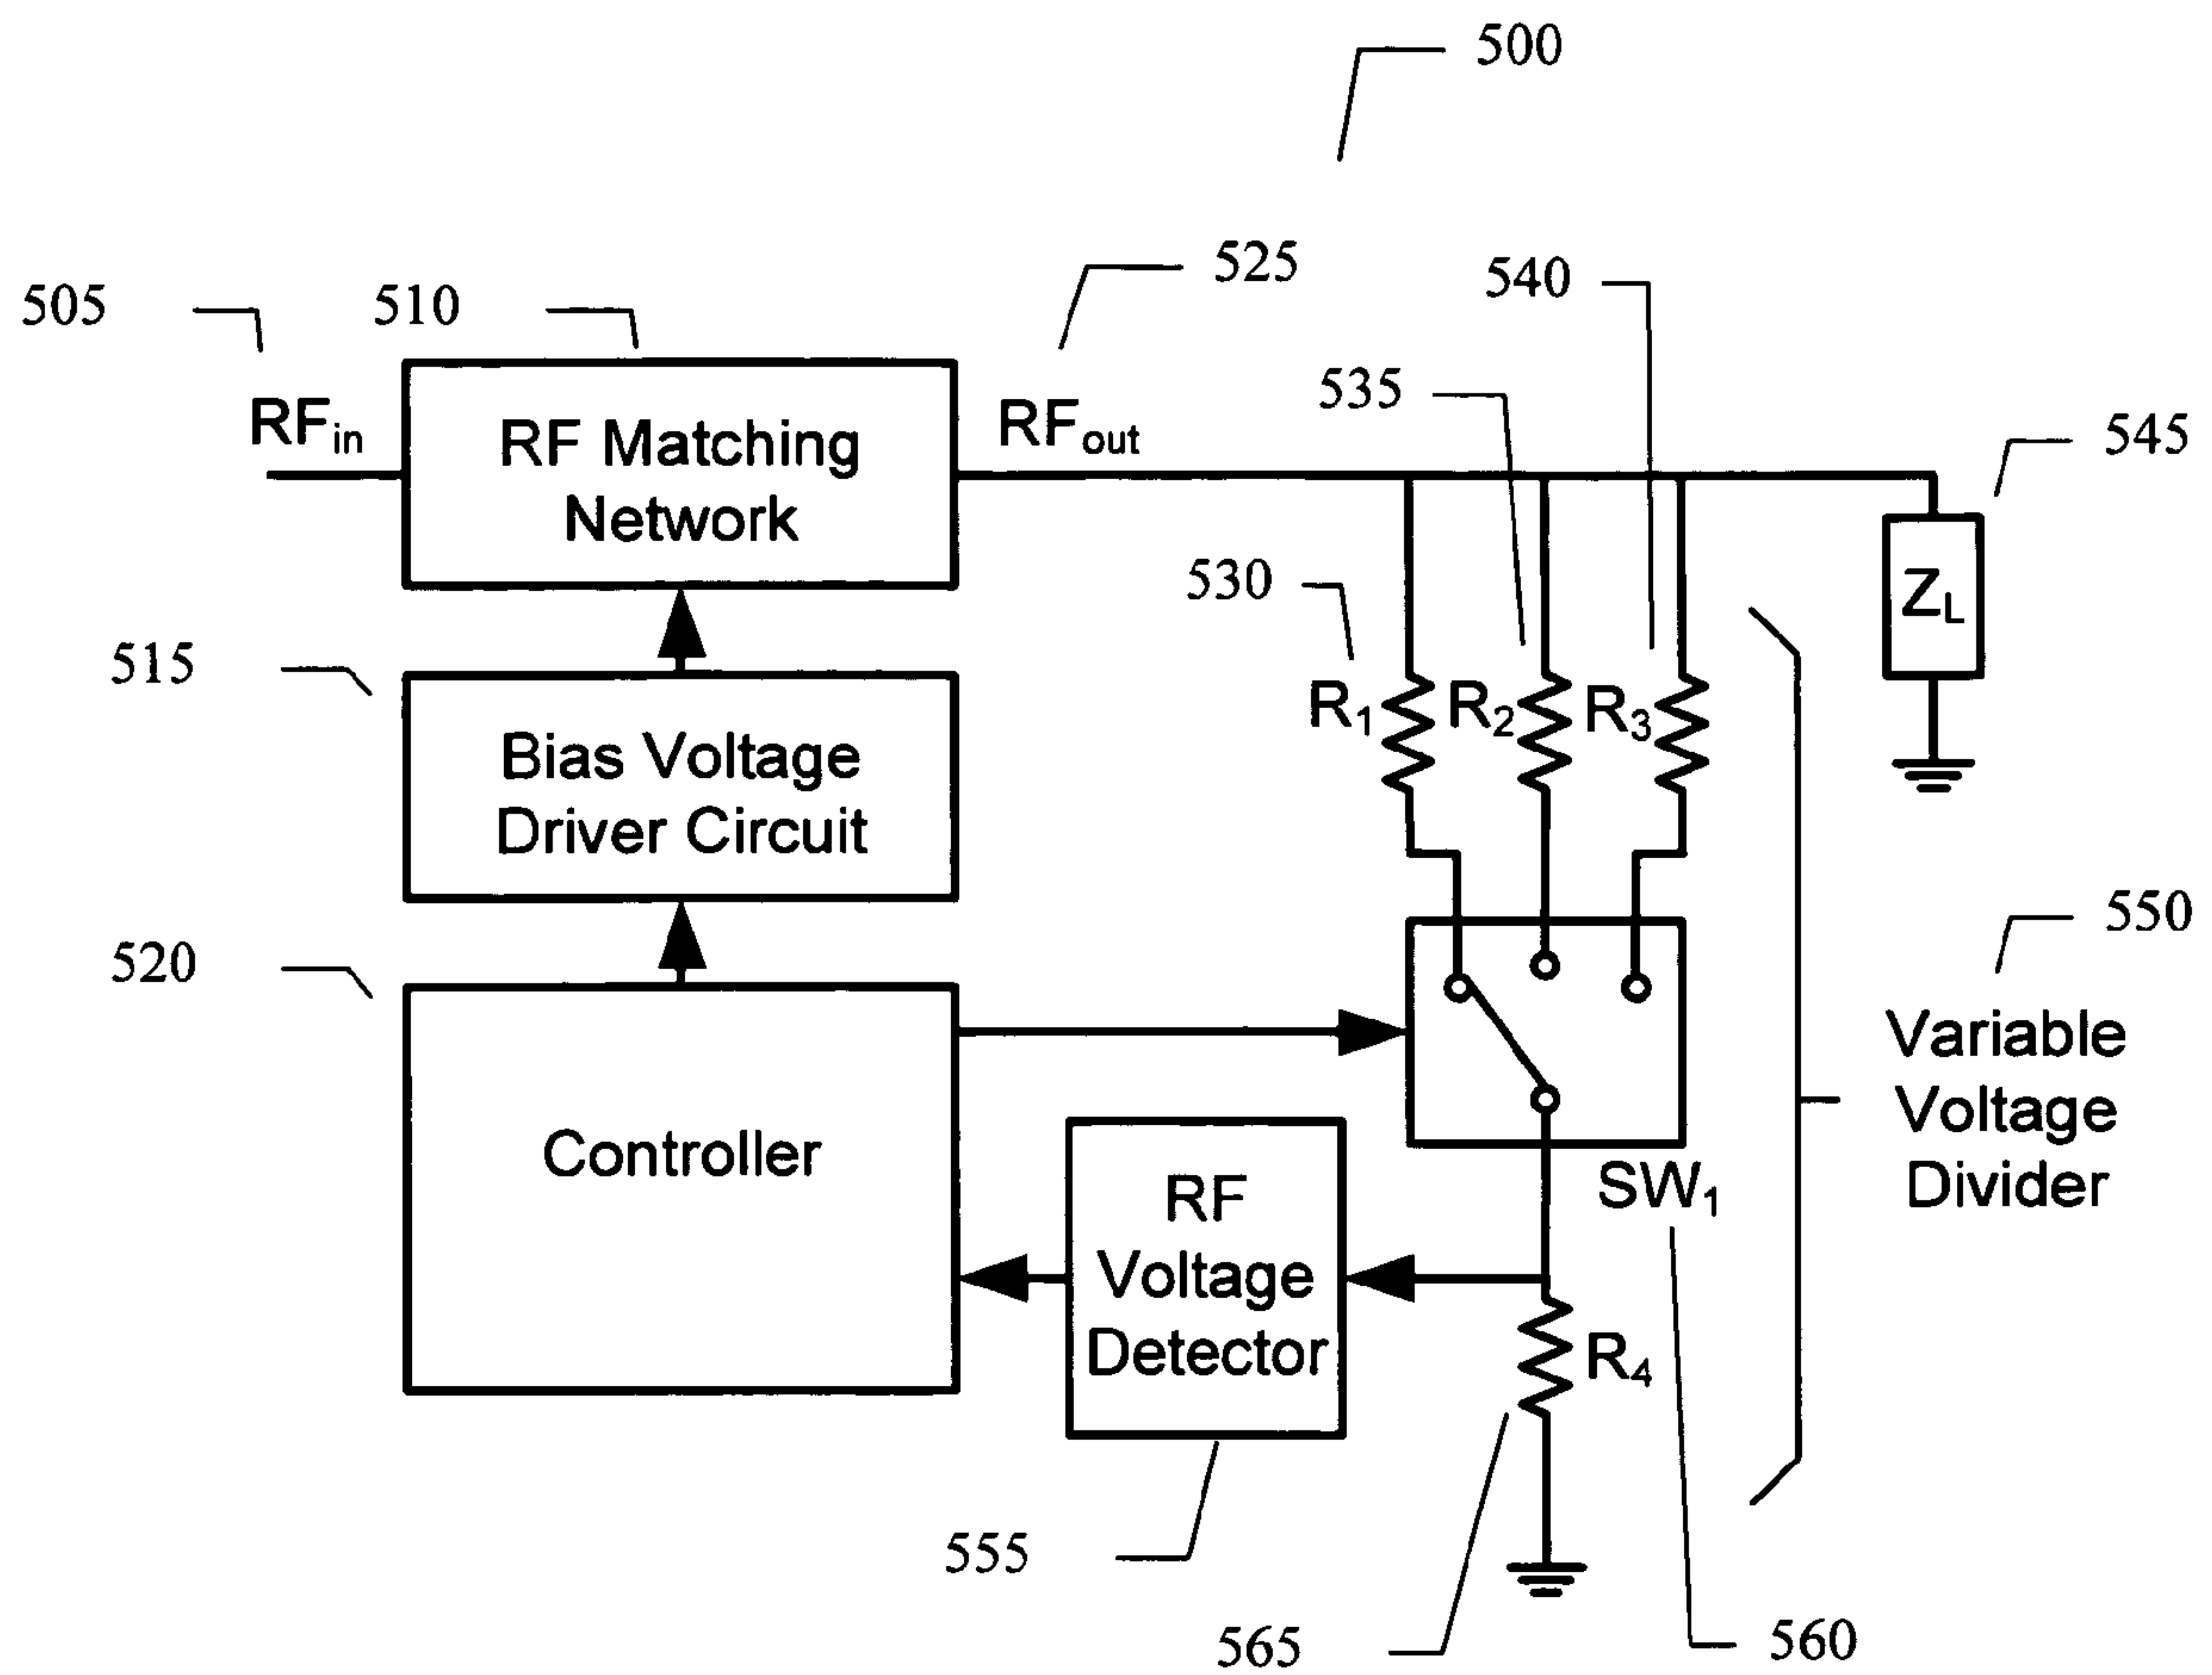 500
525
540
505
510
535
545
RFin
RFout
RF Matching
Network
530
ZL
515
R1
R2
R3
Bias Voltage
Driver Circuit
550
520
Variable
Voltage
Divider
Controller
SW1
RF
Voltage
Detector
R4
555
565
560